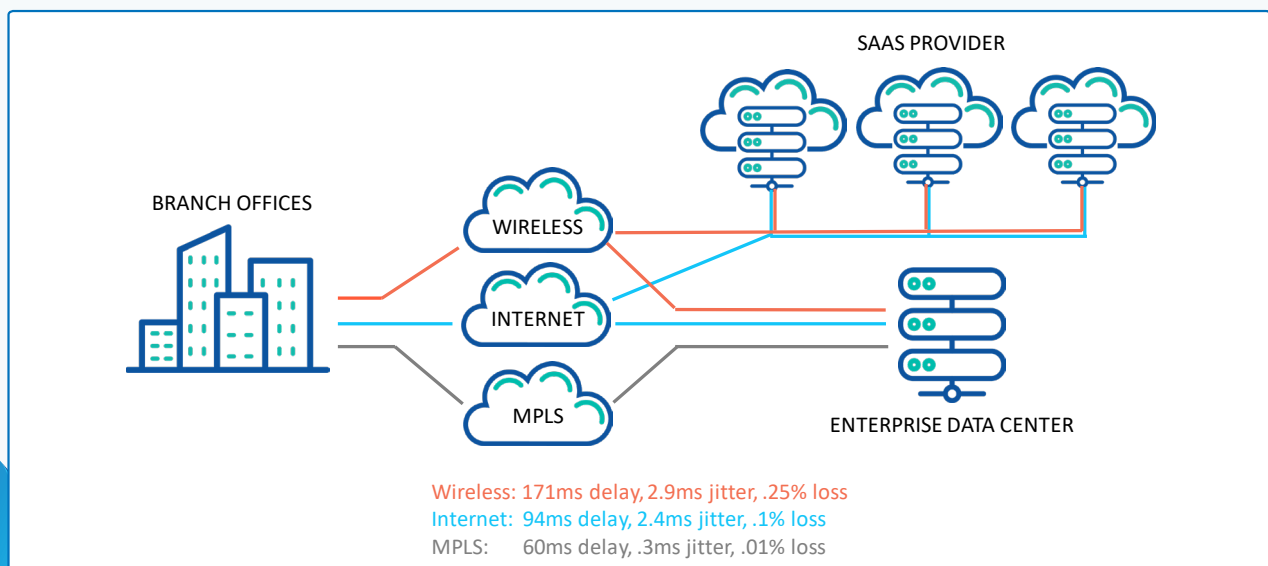 SAAS PROVIDER
BRANCH OFFICES
WIRELESS
INTERNET
MPLS
ENTERPRISE DATA CENTER
Wireless: 171ms delay, 2.9ms jitter, .25% loss
Internet: 94ms delay, 2.4ms jitter, .1% loss
MPLS: 60ms delay, .3ms jitter, .01% loss